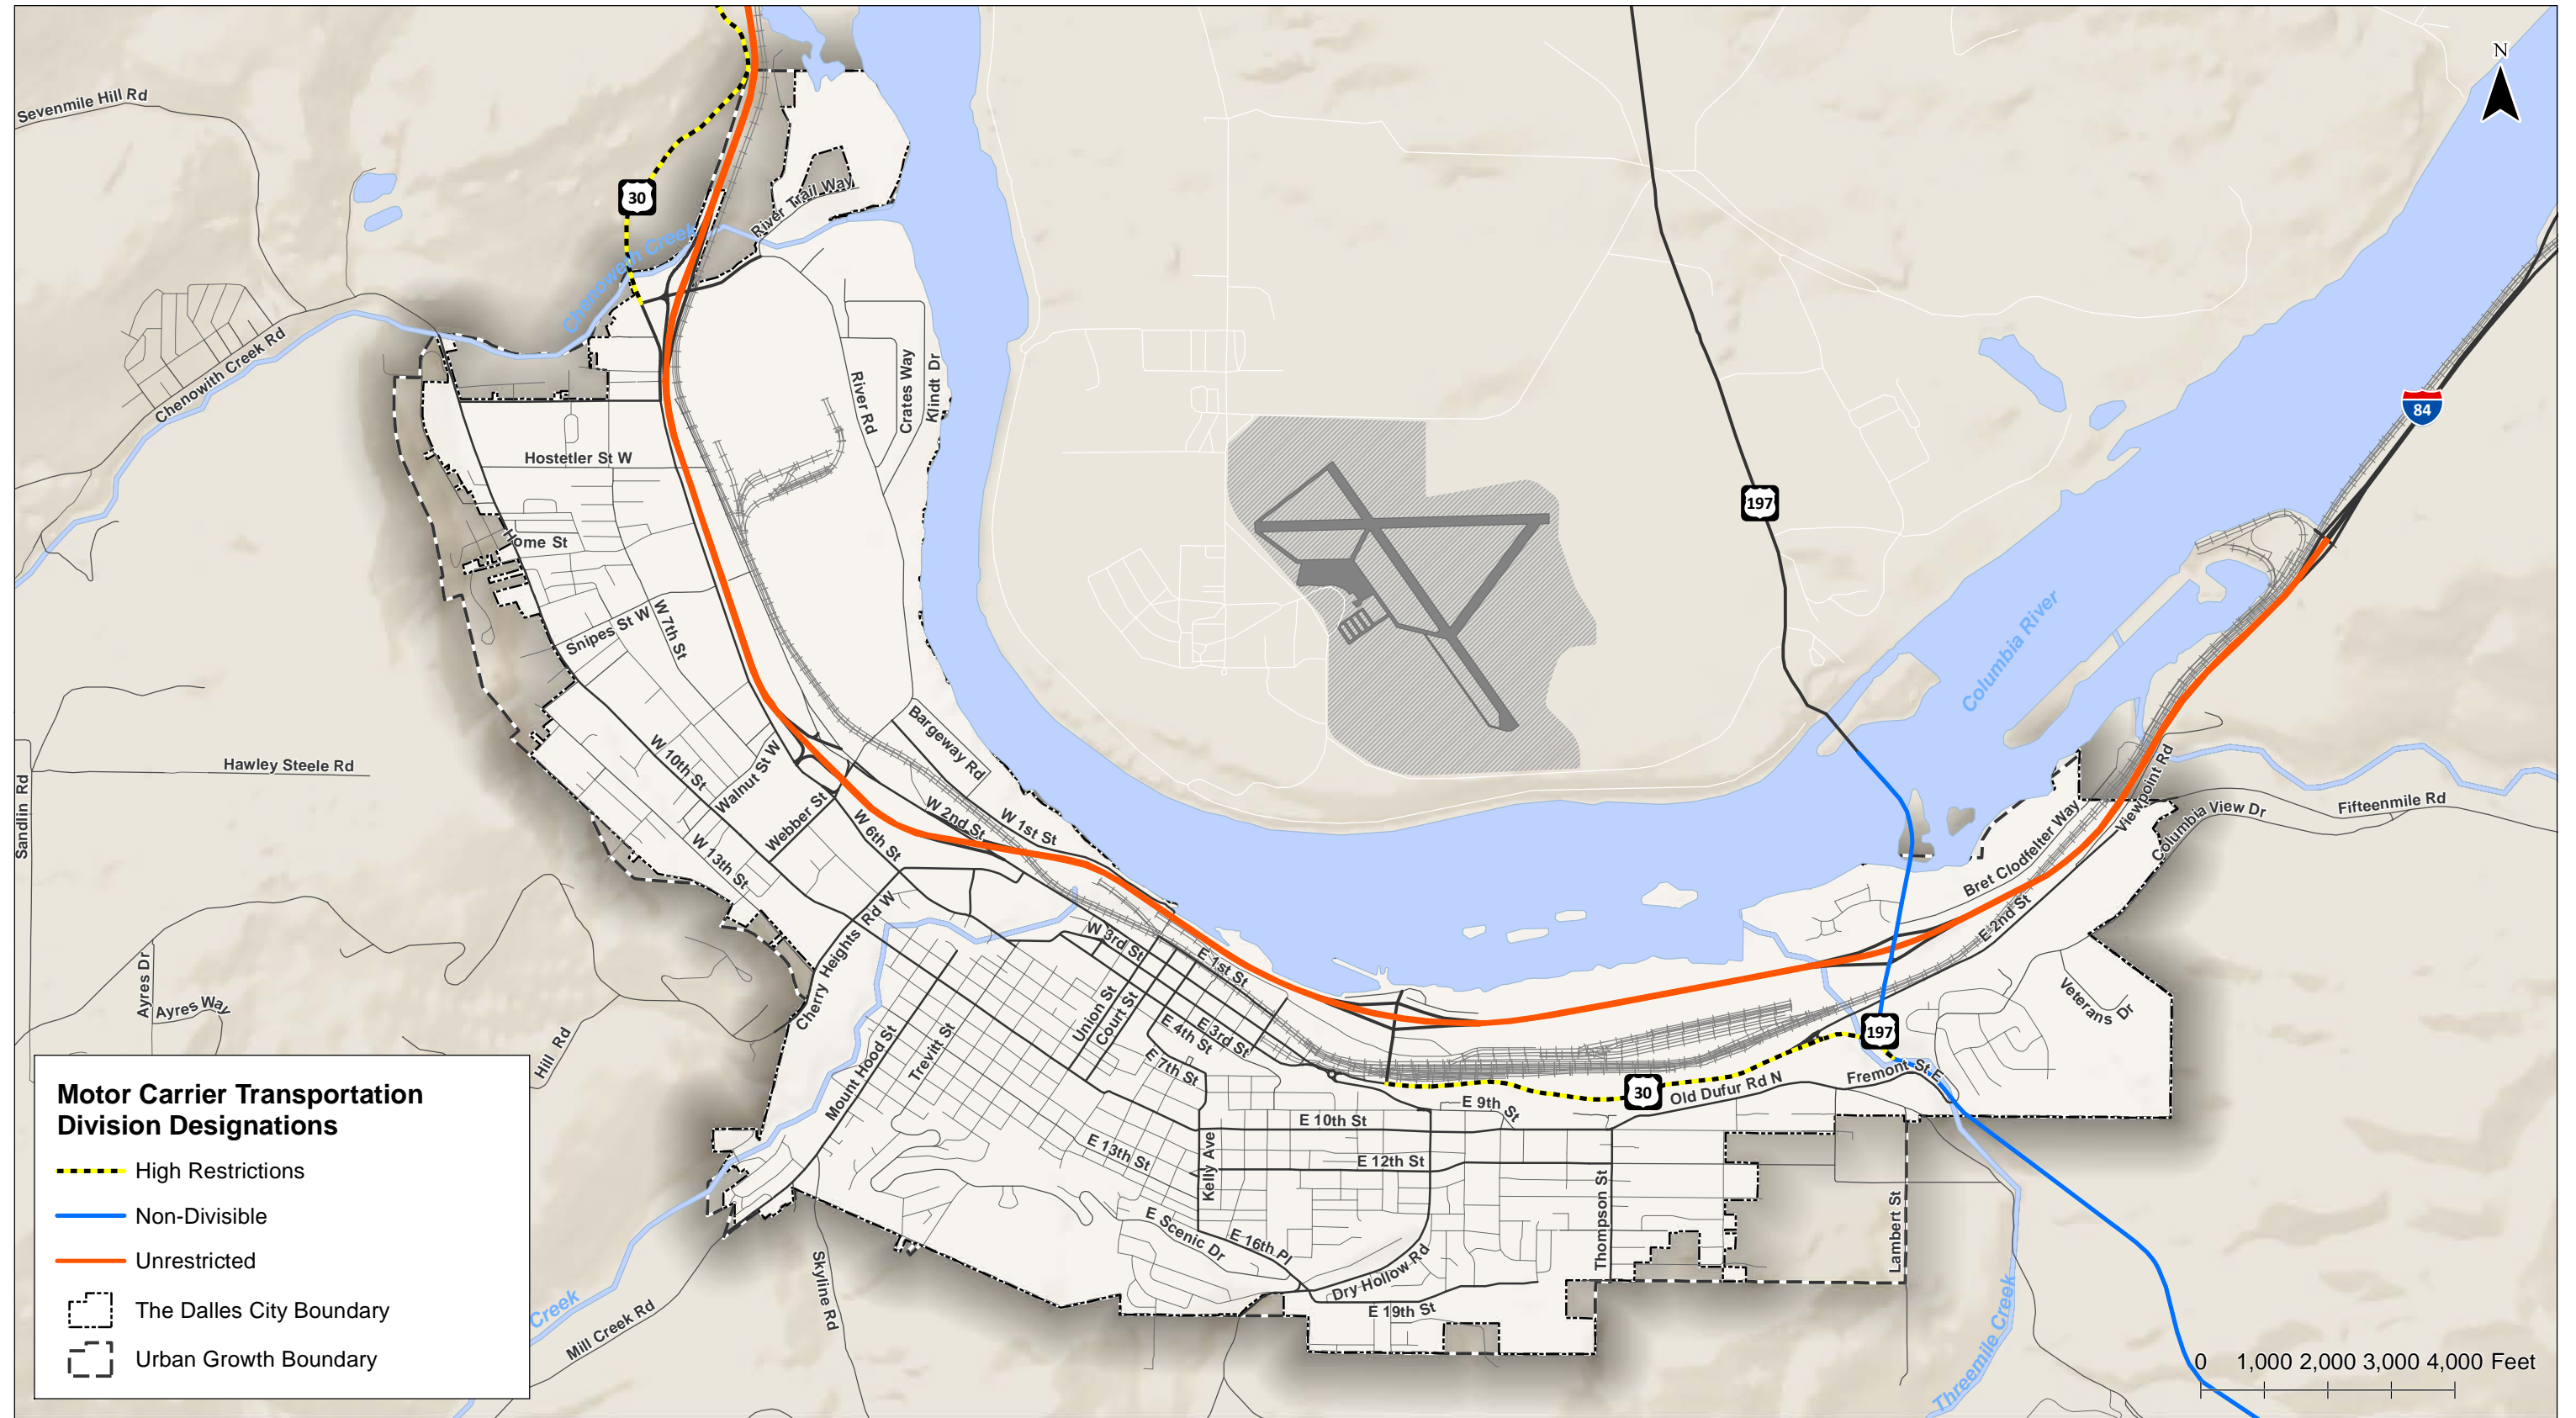 N
Sevenmile Hill Rd
30
River Trail Way
Chenoweth Creek
Chenowith Creek Rd
River Rd
Crates Way
Klindt Dr
84
Hostetler St W
197
Home St
Snipes St W
W 7th St
Columbia River
Bargeway Rd
Hawley Steele Rd
W 10th St
Walnut St W
Sandlin Rd
Webber St
W 6th St
W 2nd St
W 1st St
W 13th St
Viewpoint Rd
Columbia View Dr
Fifteenmile Rd
Bret Clodfelter Way
E 2nd St
Cherry Heights Rd W
W 3rd St
E 1st St
Ayres Dr
Ayres Way
Veterans Dr
Union St
Court St
E 4th St
E 3rd St
197
Hill Rd
Mount Hood St
Trevitt St
E 7th St
30
Old Dufur Rd N
Fremont St E
E 9th St
E 10th St
E 13th St
Kelly Ave
E 12th St
Thompson St
Lambert St
E Scenic Dr
E 16th Pl
Dry Hollow Rd
E 19th St
Skyline Rd
Creek
Mill Creek Rd
Threemile Creek
Motor Carrier Transportation
Division Designations
High Restrictions
Non-Divisible
Unrestricted
The Dalles City Boundary
Urban Growth Boundary
0 1,000 2,000 3,000 4,000 Feet